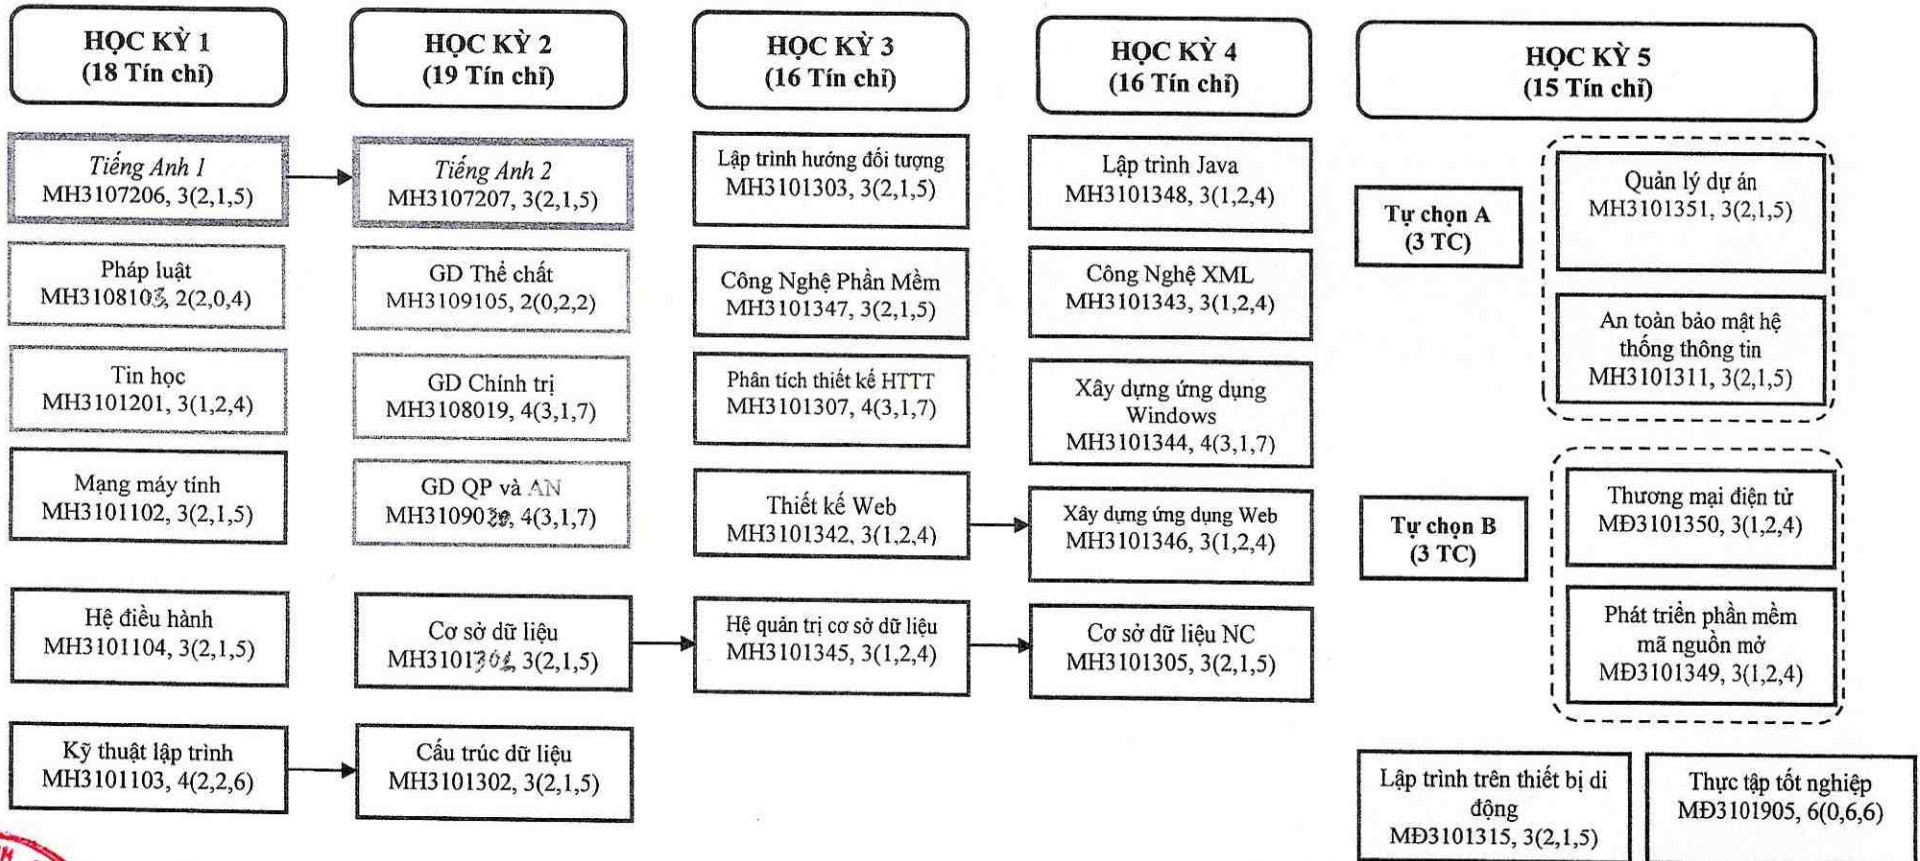 HỌC KỲ 1
(18 Tín chỉ)
Tiếng Anh 1
MH3107206, 3(2,1,5)
Pháp luật
MH3108103, 2(2,0,4)
Tin học
MH3101201, 3(1,2,4)
Mạng máy tính
MH3101102, 3(2,1,5)
Hệ điều hành
MH3101104, 3(2,1,5)
Kỹ thuật lập trình
MH3101103, 4(2,2,6)
HỌC KỲ 2
(19 Tín chỉ)
Tiếng Anh 2
MH3107207, 3(2,1,5)
GD Thể chất
MH3109105, 2(0,2,2)
GD Chính trị
MH3108019, 4(3,1,7)
GD QP và AN
4(3,1,7)
Cơ sở dữ liệu
3(2,1,5)
Cấu trúc dữ liệu
MH3101302, 3(2,1,5)
HỌC KỲ 3
(16 Tín chỉ)
Lập trình hướng đối tượng
MH3101303, 3(2,1,5)
Công Nghệ Phần Mềm
MH3101347, 3(2,1,5)
Phân tích thiết kế HTTT
MH3101307, 4(3,1,7)
Thiết kế Web
MH3101342, 3(1,2,4)
Hệ quản trị cơ sở dữ liệu
MH3101345, 3(1,2,4)
HỌC KỲ 4
(16 Tín chỉ)
Lập trình Java
MH3101348, 3(1,2,4)
Công Nghệ XML
MH3101343, 3(1,2,4)
Xây dựng ứng dụng
Windows
MH3101344, 4(3,1,7)
Xây dựng ứng dụng Web
MH3101346, 3(1,2,4)
Cơ sở dữ liệu NC
MH3101305, 3(2,1,5)
HỌC KỲ 5
(15 Tín chỉ)
Tự chọn A
(3 TC)
Quản lý dự án
MH3101351, 3(2,1,5)
An toàn bảo mật hệ
thống thông tin
MH3101311, 3(2,1,5)
Tự chọn B
(3 TC)
Thương mại điện tử
MĐ3101350, 3(1,2,4)
Phát triển phần mềm
mã nguồn mở
MĐ3101349, 3(1,2,4)
Lập trình trên thiết bị di
động
MĐ3101315, 3(2,1,5)
Thực tập tốt nghiệp
MĐ3101905, 6(0,6,6)